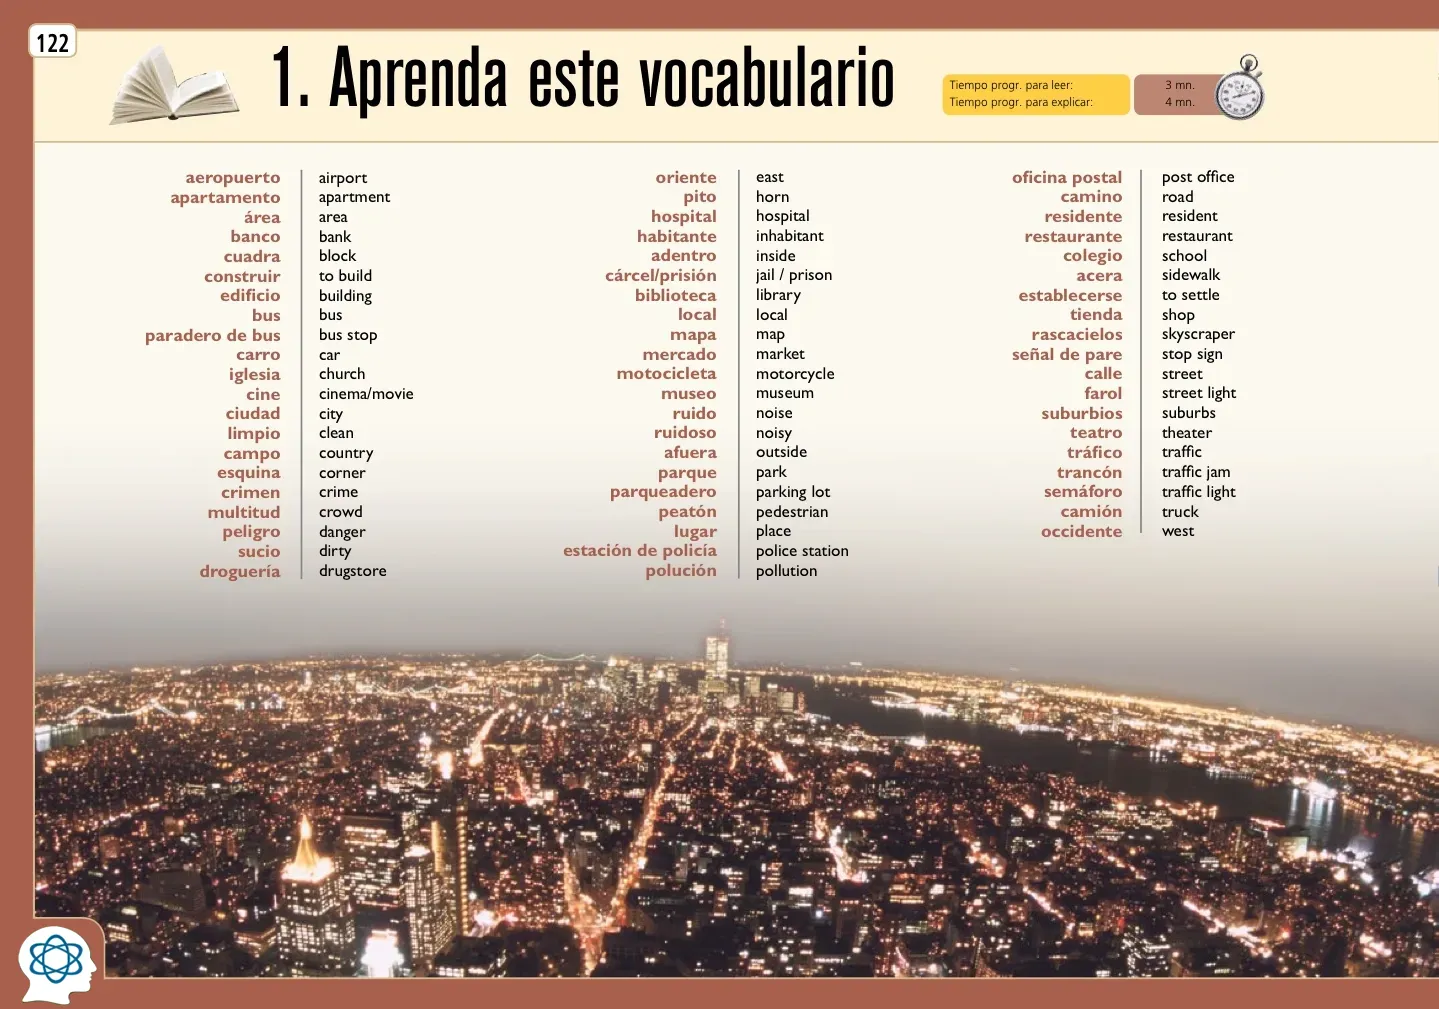 122
1. Aprenda este vocabulario
Tiempo progr. para leer: 3 mn.
Tiempo progr. para explicar: 4 mn.
aeropuerto airport
apartamento apartment
área area
banco bank
cuadra block
construir to build
edificio building
bus bus
paradero de bus bus stop
carro car
iglesia church
cine cinema/movie
ciudad city
limpio clean
campo country
esquina corner
crimen crime
multitud crowd
peligro danger
sucio dirty
droguería drugstore
oriente east
pito horn
hospital hospital
habitante inhabitant
adentro inside
cárcel/prisión jail / prison
biblioteca library
local local
mapa map
mercado market
motocicleta motorcycle
museo museum
ruido noise
ruidoso noisy
afuera outside
parque park
parqueadero parking lot
peatón pedestrian
lugar place
estación de policía police station
polución pollution
oficina postal post office
camino road
residente resident
restaurante restaurant
colegio school
acera sidewalk
establecerse to settle
tienda shop
rascacielos skyscraper
señal de pare stop sign
calle street
farol street light
suburbios suburbs
teatro theater
tráfico traffic
trancón traffic jam
semáforo traffic light
camión truck
occidente west